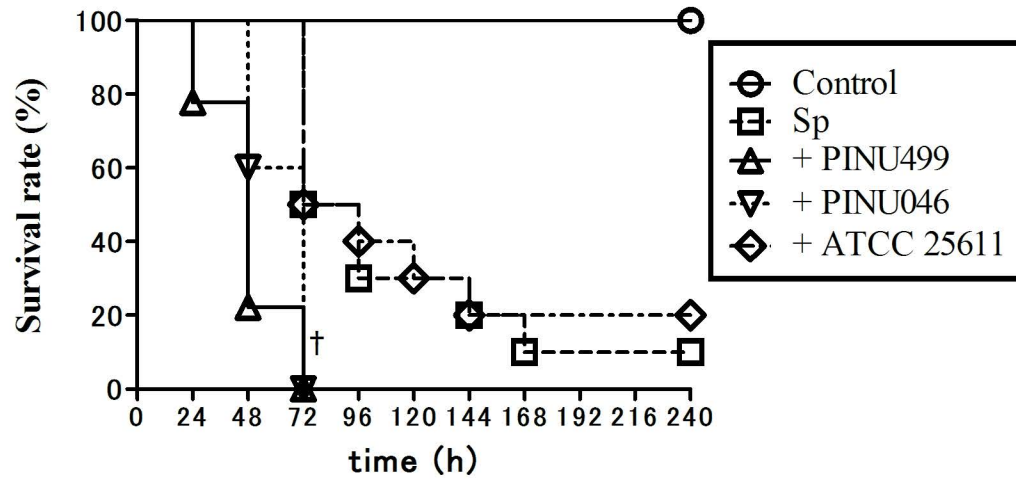 Survival rate (%)
100
80
60
40
20
0
†
0 24 48 72 96 120 144 168 192 216 240
time (h)
Control
Sp
+ PINU499
+ PINU046
+ ATCC 25611